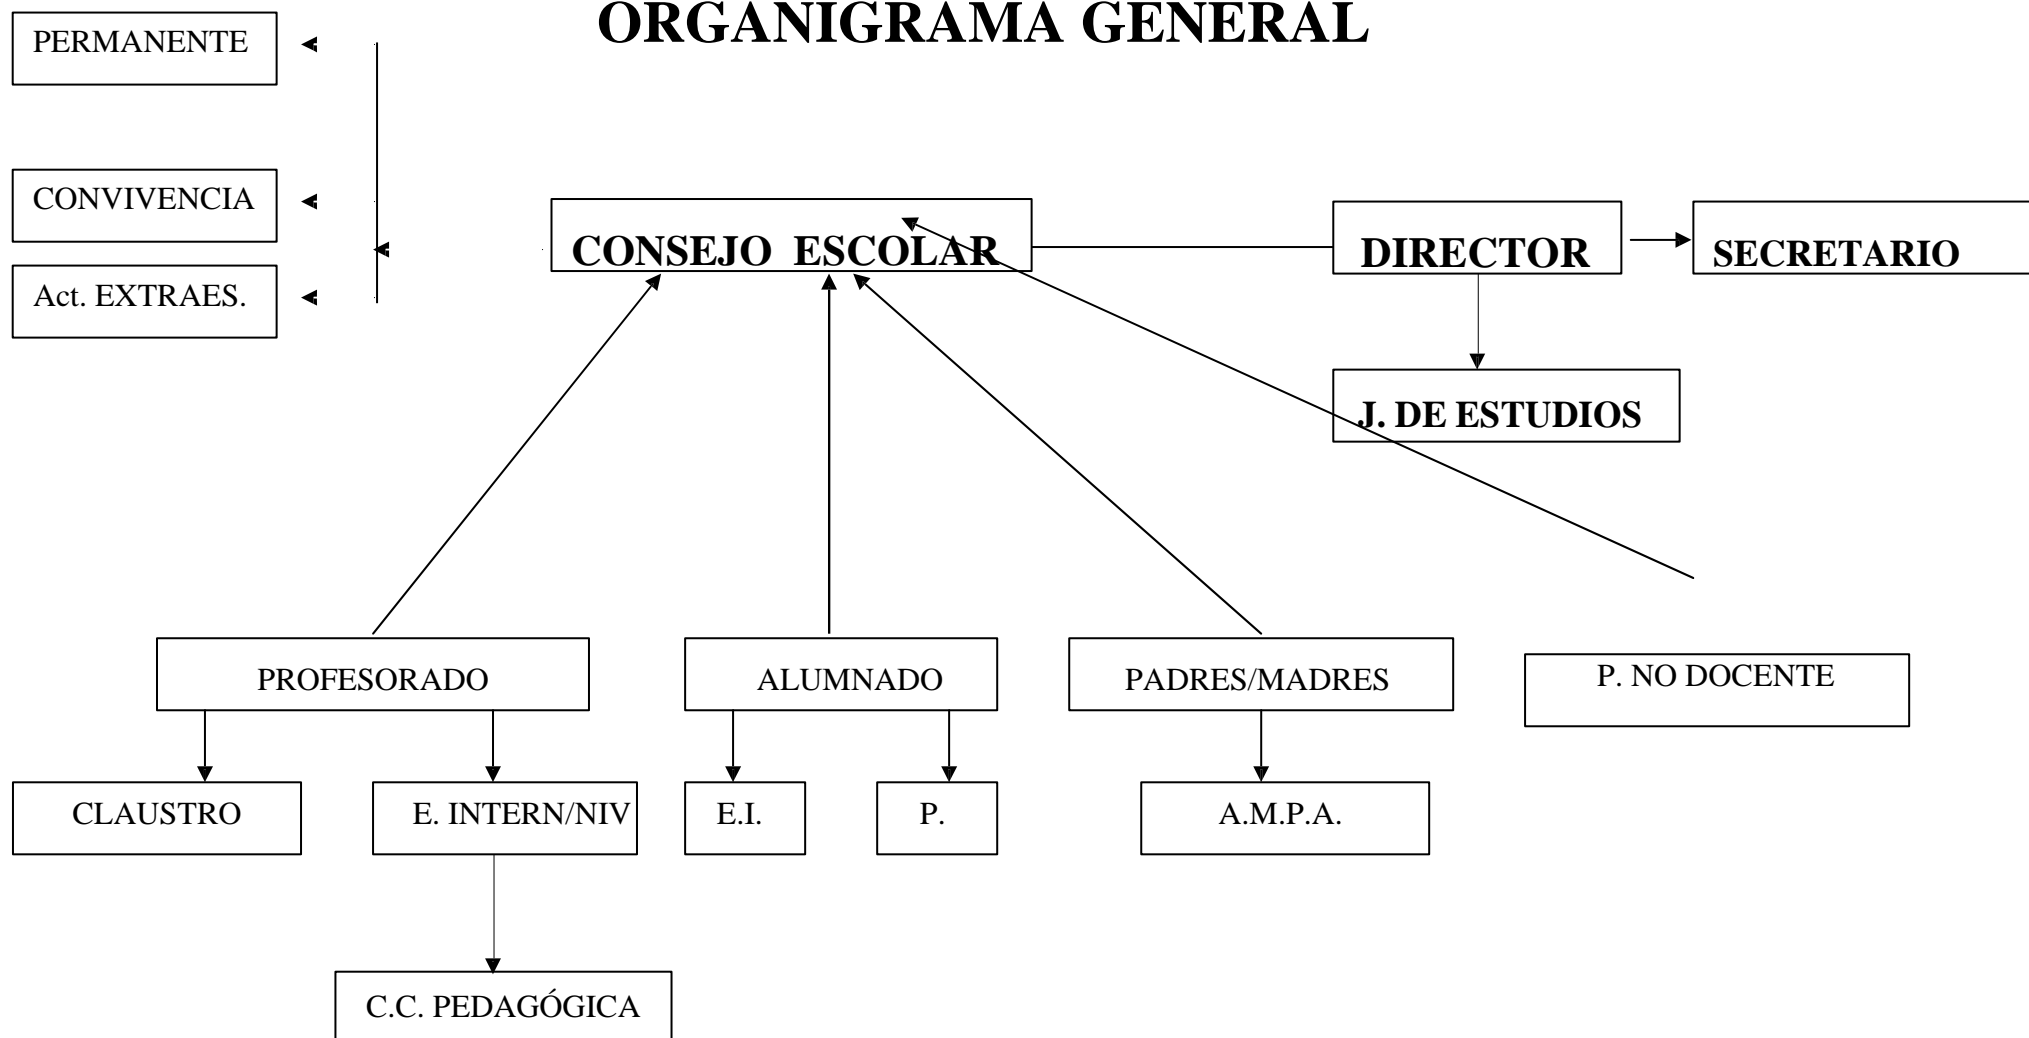 ORGANIGRAMA GENERAL
PERMANENTE
CONVIVENCIA
Act. EXTRAES.
CONSEJO ESCOLAR
DIRECTOR
SECRETARIO
J. DE ESTUDIOS
PROFESORADO
ALUMNADO
PADRES/MADRES
P. NO DOCENTE
CLAUSTRO
E. INTERN/NIV
E.I.
P.
A.M.P.A.
C.C. PEDAGÓGICA